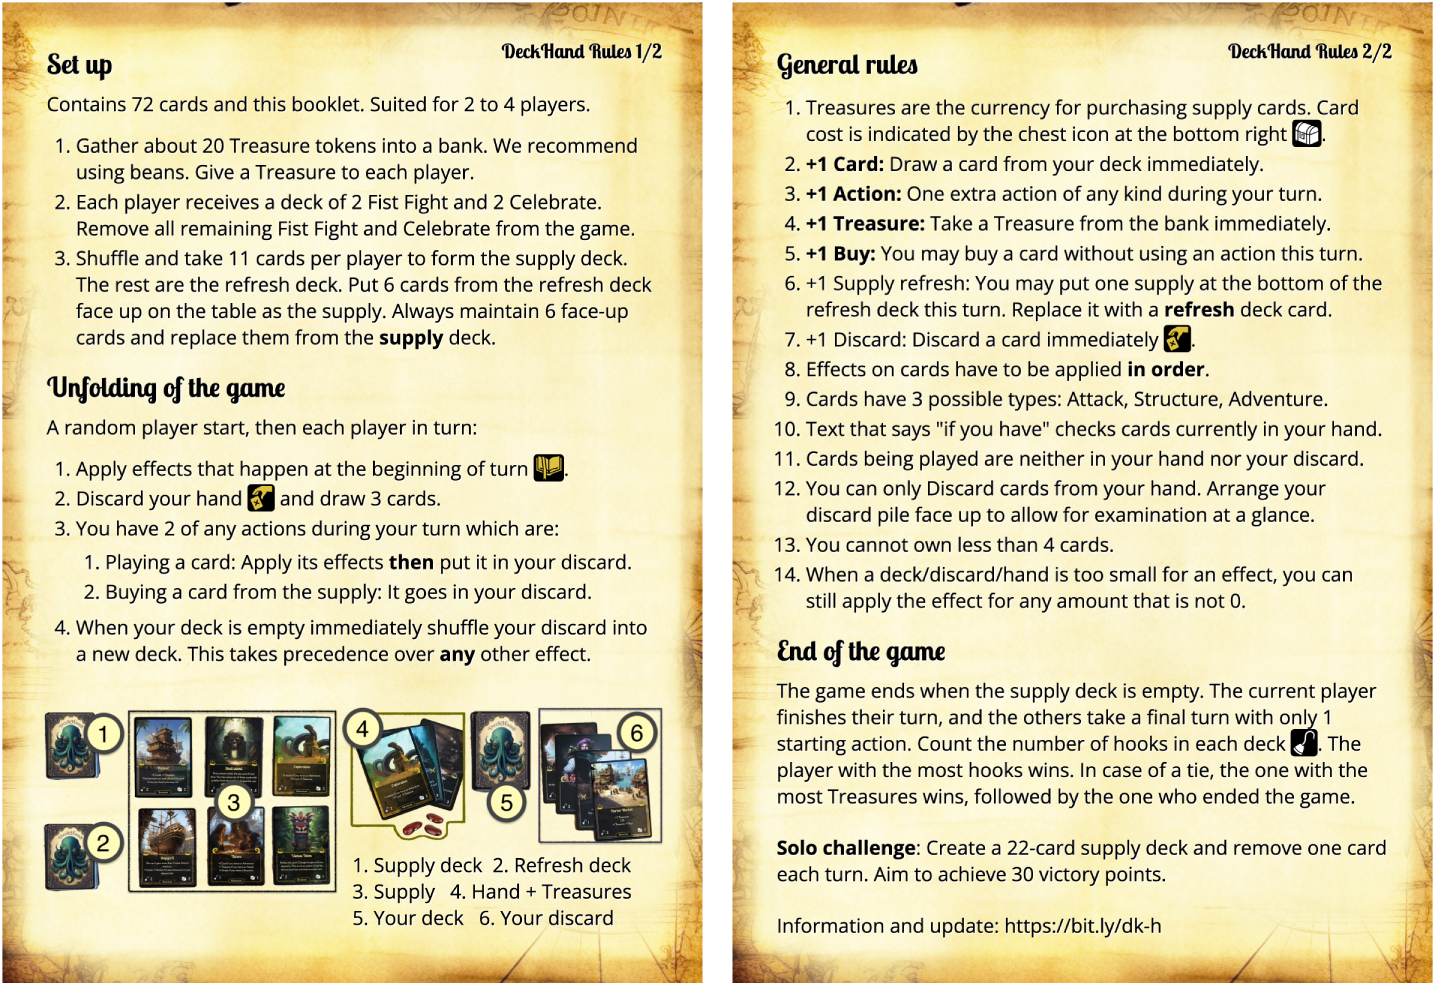 DeckHand Rules 1/2
Set up
Contains 72 cards and this booklet. Suited for 2 to 4 players.
1. Gather about 20 Treasure tokens into a bank. We recommend
using beans. Give a Treasure to each player.
2. Each player receives a deck of 2 Fist Fight and 2 Celebrate.
Remove all remaining Fist Fight and Celebrate from the game.
3. Shuffle and take 11 cards per player to form the supply deck.
The rest are the refresh deck. Put 6 cards from the refresh deck
face up on the table as the supply. Always maintain 6 face-up
cards and replace them from the supply deck.
Unfolding of the game
A random player start, then each player in turn:
1. Apply effects that happen at the beginning of turn .
2. Discard your hand and draw 3 cards.
3. You have 2 of any actions during your turn which are:
1. Playing a card: Apply its effects then put it in your discard.
2. Buying a card from the supply: It goes in your discard.
4. When your deck is empty immediately shuffle your discard into
a new deck. This takes precedence over any other effect.
1
2
3
4
5
6
1. Supply deck 2. Refresh deck
3. Supply 4. Hand + Treasures
5. Your deck 6. Your discard
DeckHand Rules 2/2
General rules
1. Treasures are the currency for purchasing supply cards. Card
cost is indicated by the chest icon at the bottom right .
2. +1 Card: Draw a card from your deck immediately.
3. +1 Action: One extra action of any kind during your turn.
4. +1 Treasure: Take a Treasure from the bank immediately.
5. +1 Buy: You may buy a card without using an action this turn.
6. +1 Supply refresh: You may put one supply at the bottom of the
refresh deck this turn. Replace it with a refresh deck card.
7. +1 Discard: Discard a card immediately .
8. Effects on cards have to be applied in order.
9. Cards have 3 possible types: Attack, Structure, Adventure.
10. Text that says "if you have" checks cards currently in your hand.
11. Cards being played are neither in your hand nor your discard.
12. You can only Discard cards from your hand. Arrange your
discard pile face up to allow for examination at a glance.
13. You cannot own less than 4 cards.
14. When a deck/discard/hand is too small for an effect, you can
still apply the effect for any amount that is not 0.
End of the game
The game ends when the supply deck is empty. The current player
finishes their turn, and the others take a final turn with only 1
starting action. Count the number of hooks in each deck . The
player with the most hooks wins. In case of a tie, the one with the
most Treasures wins, followed by the one who ended the game.
Solo challenge: Create a 22-card supply deck and remove one card
each turn. Aim to achieve 30 victory points.
Information and update: https://bit.ly/dk-h